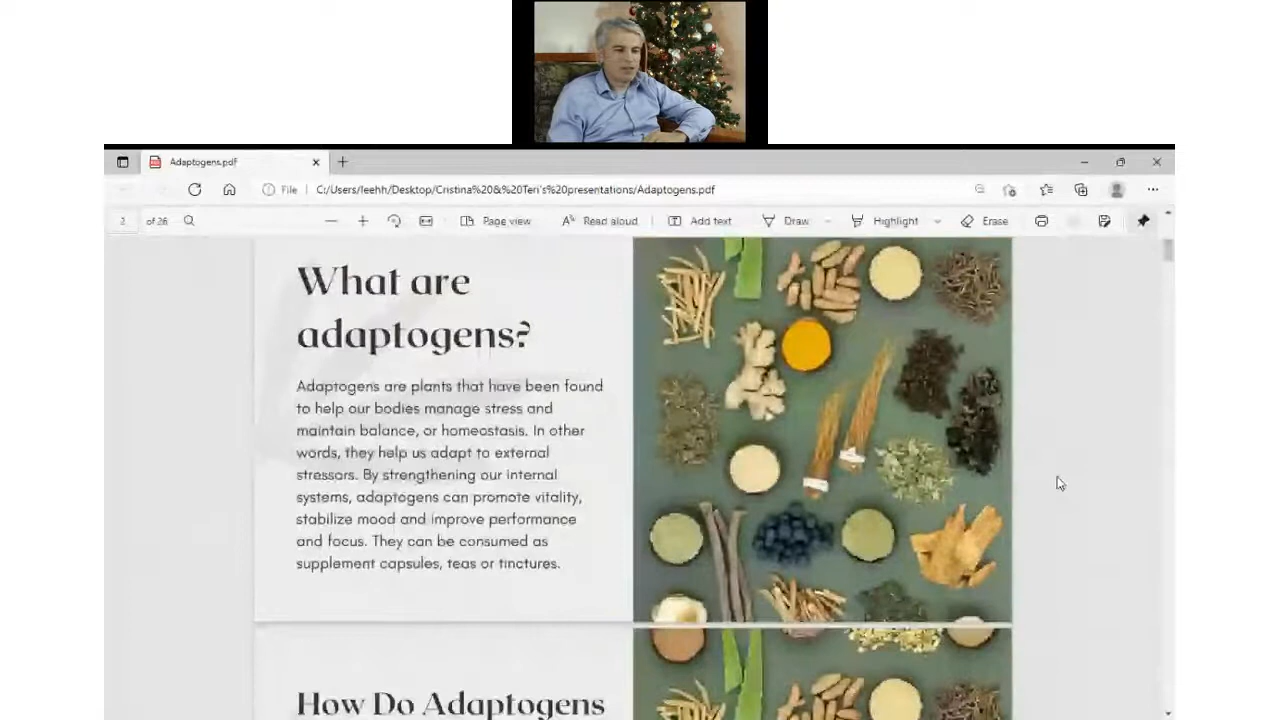 Adaptogens.pdf
File
C:/Users/leehh/Desktop/Cristina%20&%20Teri's%20presentations/Adaptogens.pdf
2 of 26
Page view
Read aloud
Add text
Draw
Highlight
Erase
What are
adaptogens?
Adaptogens are plants that have been found
to help our bodies manage stress and
maintain balance, or homeostasis. In other
words, they help us adapt to external
stressors. By strengthening our internal
systems, adaptogens can promote vitality,
stabilize mood and improve performance
and focus. They can be consumed as
supplement capsules, teas or tinctures.
How Do Adaptogens